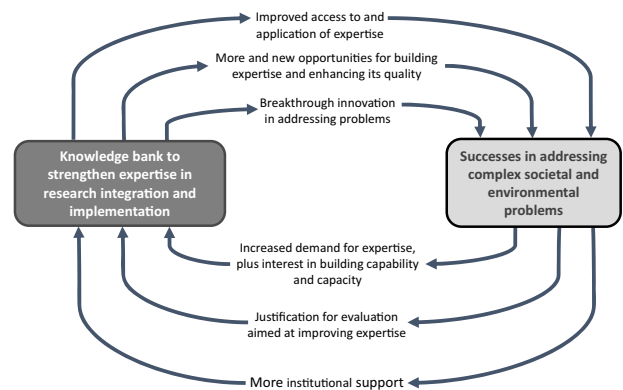 Improved access to and
application of expertise
More and new opportunities for building
expertise and enhancing its quality
Breakthrough innovation
in addressing problems
Knowledge bank to
strengthen expertise in
research integration and
implementation
Successes in addressing
complex societal and
environmental
problems
Increased demand for expertise,
plus interest in building capability
and capacity
Justification for evaluation
aimed at improving expertise
More institutional support